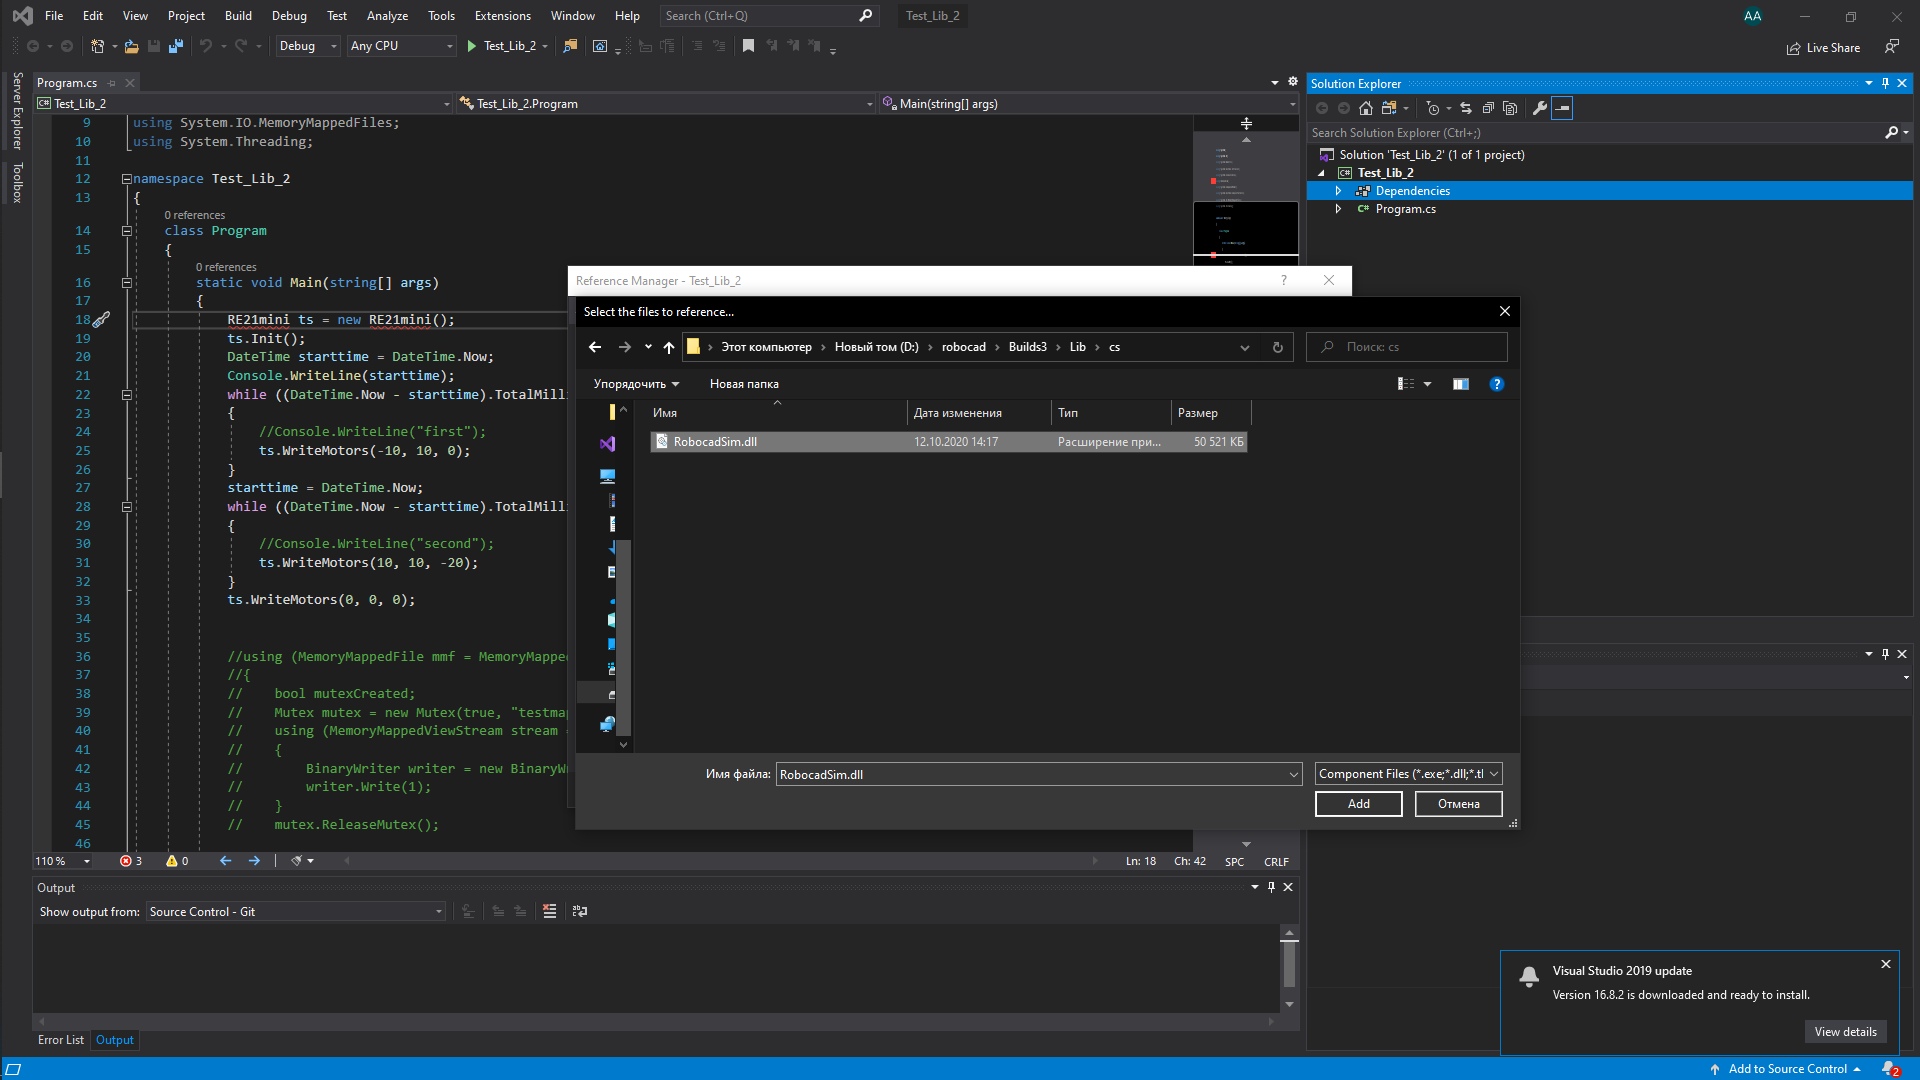 File Edit View Project Build Debug Test Analyze Tools Extensions Window Help Search (Ctrl+Q) Test_Lib_2 AA
Debug Any CPU Test_Lib_2 Live Share
Server Explorer
Toolbox
Program.cs
Test_Lib_2 Test_Lib_2.Program Main(string[] args)
9 using System.IO.MemoryMappedFiles;
10 using System.Threading;
11
12 namespace Test_Lib_2
13 {
0 references
14 class Program
15 {
0 references
16 static void Main(string[] args)
17 {
18 RE21mini ts = new RE21mini();
19 ts.Init();
20 DateTime starttime = DateTime.Now;
21 Console.WriteLine(starttime);
22 while ((DateTime.Now - starttime).TotalMill
23 {
24 //Console.WriteLine("first");
25 ts.WriteMotors(-10, 10, 0);
26 }
27 starttime = DateTime.Now;
28 while ((DateTime.Now - starttime).TotalMill
29 {
30 //Console.WriteLine("second");
31 ts.WriteMotors(10, 10, -20);
32 }
33 ts.WriteMotors(0, 0, 0);
34
35
36 //using (MemoryMappedFile mmf = MemoryMapped
37 //{
38 // bool mutexCreated;
39 // Mutex mutex = new Mutex(true, "testmap
40 // using (MemoryMappedViewStream stream =
41 // {
42 // BinaryWriter writer = new BinaryW
43 // writer.Write(1);
44 // }
45 // mutex.ReleaseMutex();
46
110 % 3 0 Ln: 18 Ch: 42 SPC CRLF
Output
Show output from: Source Control - Git
Error List Output
Reference Manager - Test_Lib_2 ?
Select the files to reference...
Этот компьютер › Новый том (D:) › robocad › Builds3 › Lib › cs Поиск: cs
Упорядочить Новая папка
Имя Дата изменения Тип Размер
RobocadSim.dll 12.10.2020 14:17 Расширение при... 50 521 КБ
Имя файла: RobocadSim.dll Component Files (*.exe;*.dll;*.tl
Add Отмена
Solution Explorer
Search Solution Explorer (Ctrl+;)
Solution 'Test_Lib_2' (1 of 1 project)
Test_Lib_2
Dependencies
Program.cs
Visual Studio 2019 update
Version 16.8.2 is downloaded and ready to install.
View details
Add to Source Control 2